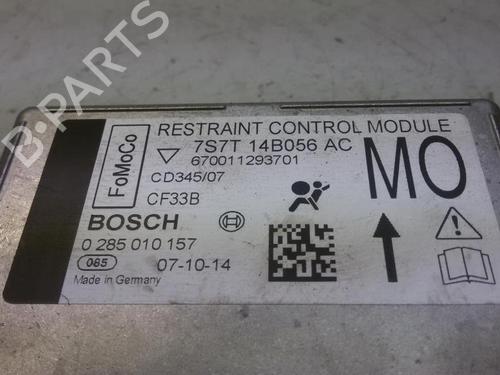 B-PARTS
FoMoCo
RESTRAINT CONTROL MODULE
7S7T 14B056 AC
670011293701
CD345/07
CF33B
MO
BOSCH
0 285 010 157
085 07-10-14
Made in Germany